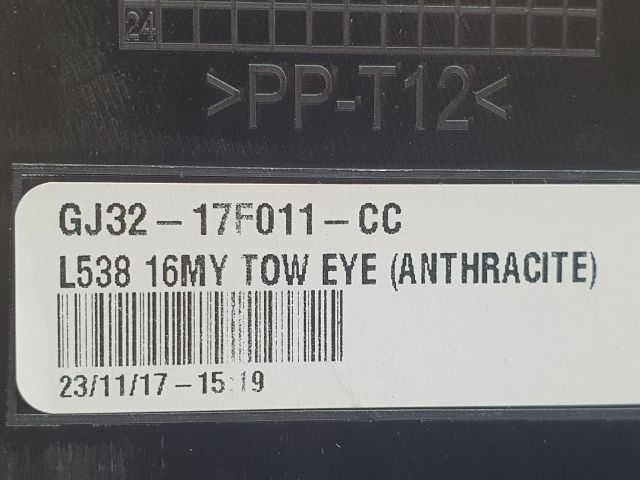 24
>PP-T12<
GJ32-17F011-CC
L538 16MY TOW EYE (ANTHRACITE)
23/11/17-15:19